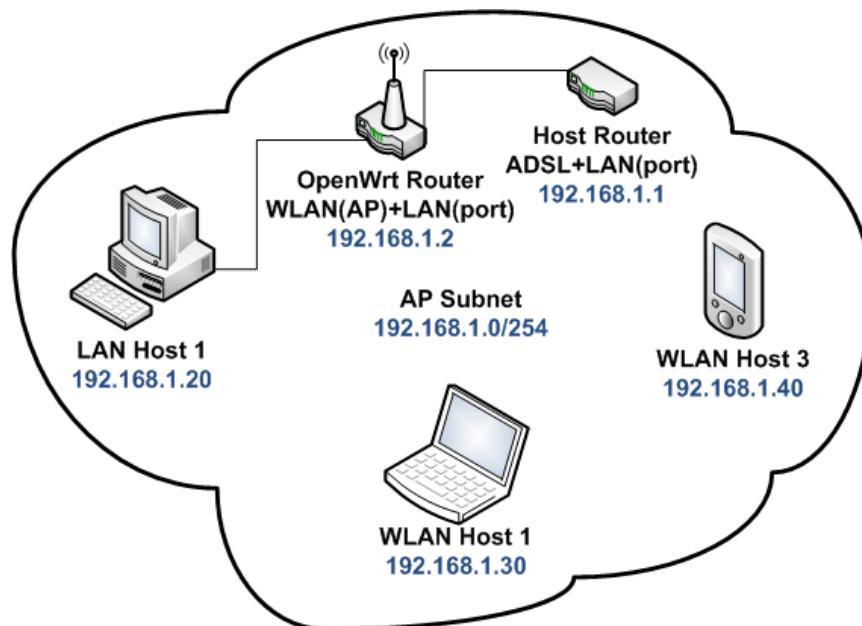 Host Router
ADSL+LAN(port)
192.168.1.1
OpenWrt Router
WLAN(AP)+LAN(port)
192.168.1.2
AP Subnet
192.168.1.0/254
LAN Host 1
192.168.1.20
WLAN Host 3
192.168.1.40
WLAN Host 1
192.168.1.30